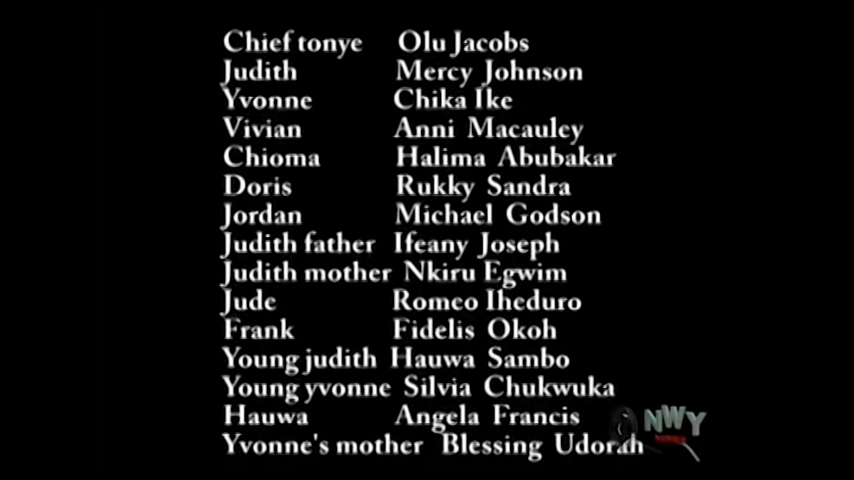 Chief tonye Olu Jacobs
Judith Mercy Johnson
Yvonne Chika Ike
Vivian Anni Macauley
Chioma Halima Abubakar
Doris Rukky Sandra
Jordan Michael Godson
Judith father Ifeany Joseph
Judith mother Nkiru Egwim
Jude Romeo Iheduro
Frank Fidelis Okoh
Young judith Hauwa Sambo
Young yvonne Silvia Chukwuka
Hauwa Angela Francis
Yvonne's mother Blessing Udorah
NWY